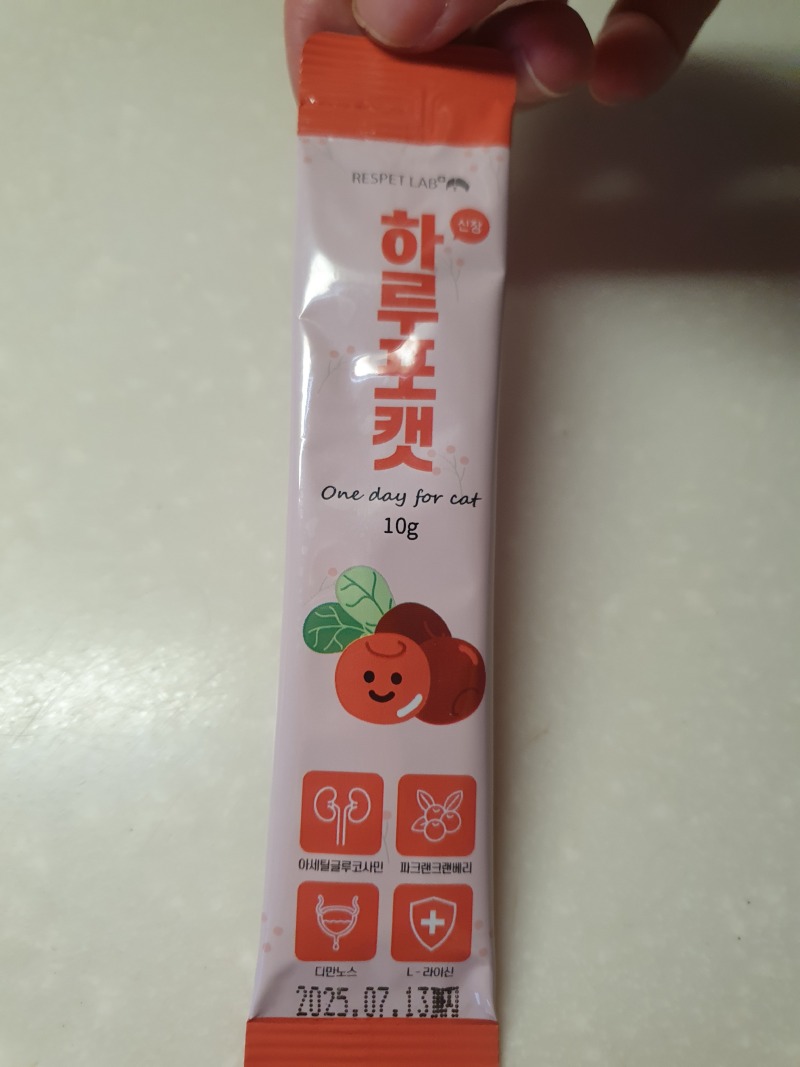 RESPET LAB
신장
하루포캣
One day for cat
10g
아세틸글루코사민
파크랜크랜베리
디만노스
L-라이신
2025.07.13